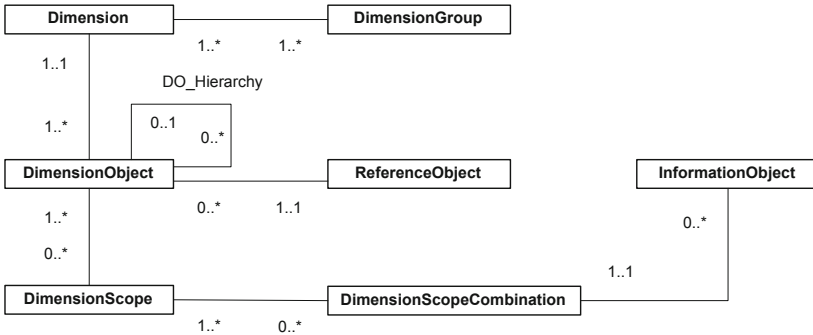 Dimension
DimensionGroup
1..*
1..*
1..1
DO_Hierarchy
1..*
0..1
0..*
DimensionObject
ReferenceObject
InformationObject
0..*
1..1
1..*
0..*
0..*
1..1
DimensionScope
DimensionScopeCombination
1..*
0..*